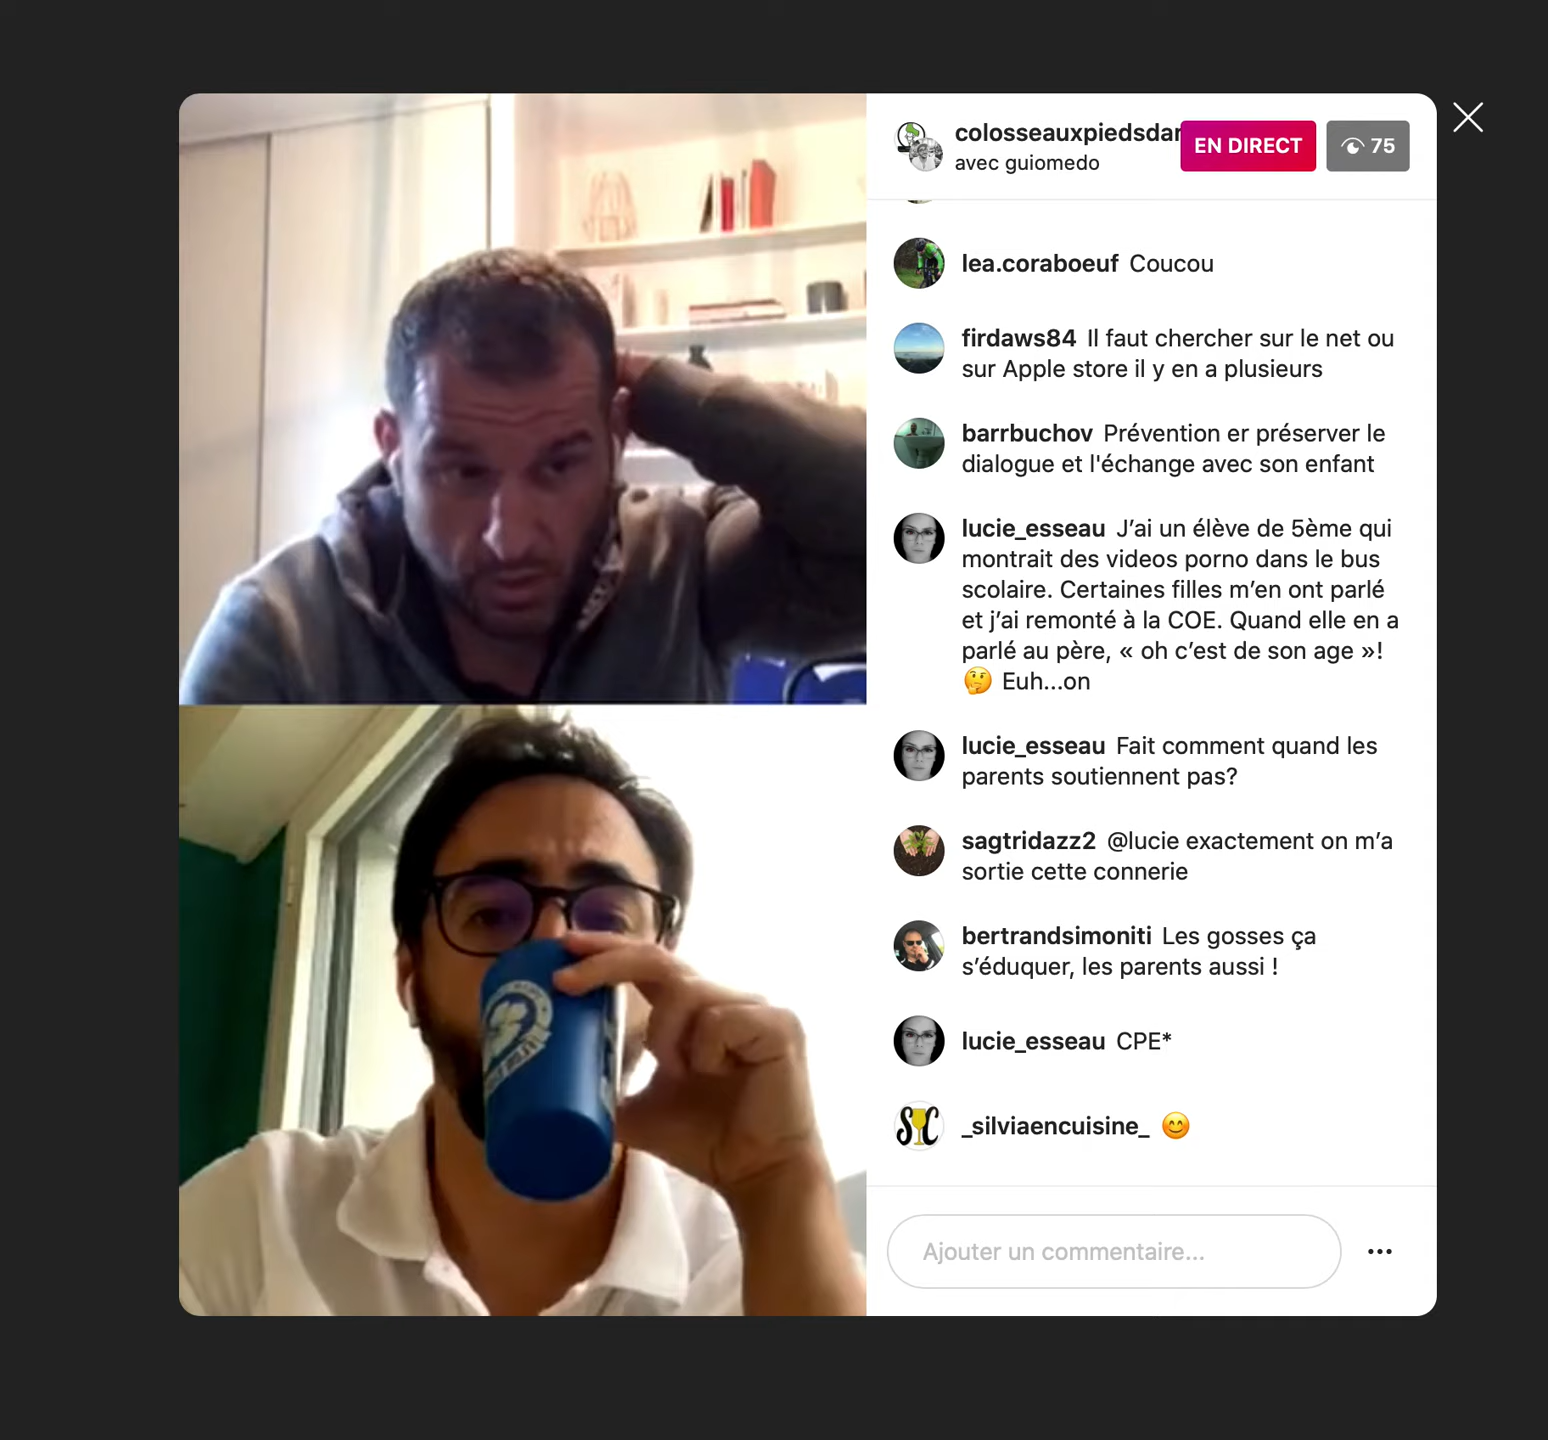 colosseauxpiedsdar
avec guiomedo
EN DIRECT
75
lea.coraboeuf Coucou
firdaws84 Il faut chercher sur le net ou
sur Apple store il y en a plusieurs
barrbuchov Prévention er préserver le
dialogue et l'échange avec son enfant
lucie_esseau J’ai un élève de 5ème qui
montrait des videos porno dans le bus
scolaire. Certaines filles m’en ont parlé
et j’ai remonté à la COE. Quand elle en a
parlé au père, « oh c’est de son age »!
🤔 Euh...on
lucie_esseau Fait comment quand les
parents soutiennent pas?
sagtridazz2 @lucie exactement on m’a
sortie cette connerie
bertrandsimoniti Les gosses ça
s’éduquer, les parents aussi !
lucie_esseau CPE*
SC
_silviaencuisine_ 😊
Ajouter un commentaire...